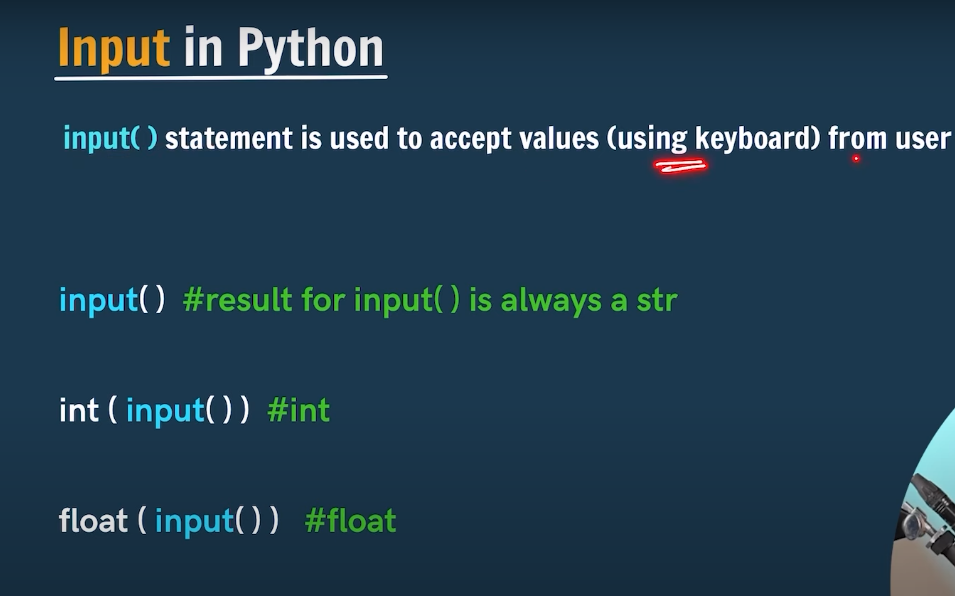 Input in Python
input( ) statement is used to accept values (using keyboard) from user
input( ) #result for input( ) is always a str
int ( input( ) ) #int
float ( input( ) ) #float